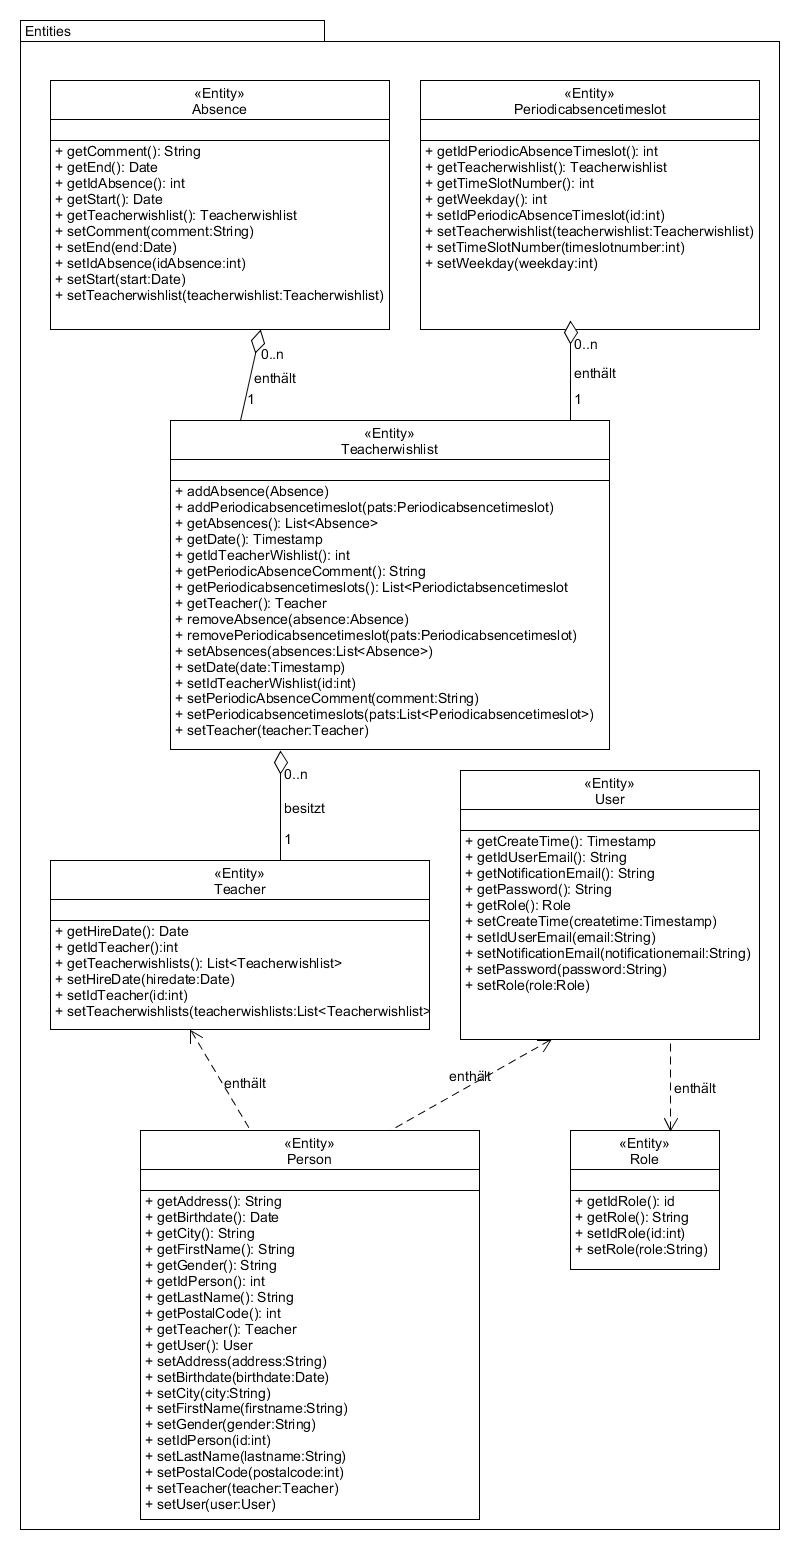 Entities
«Entity»
Absence
+ getComment(): String
+ getEnd(): Date
+ getIdAbsence(): int
+ getStart(): Date
+ getTeacherwishlist(): Teacherwishlist
+ setComment(comment:String)
+ setEnd(end:Date)
+ setIdAbsence(idAbsence:int)
+ setStart(start:Date)
+ setTeacherwishlist(teacherwishlist:Teacherwishlist)
«Entity»
Periodicabsencetimeslot
+ getIdPeriodicAbsenceTimeslot(): int
+ getTeacherwishlist(): Teacherwishlist
+ getTimeSlotNumber(): int
+ getWeekday(): int
+ setIdPeriodicAbsenceTimeslot(id:int)
+ setTeacherwishlist(teacherwishlist:Teacherwishlist)
+ setTimeSlotNumber(timeslotnumber:int)
+ setWeekday(weekday:int)
0..n
enthält
1
0..n
enthält
1
«Entity»
Teacherwishlist
+ addAbsence(Absence)
+ addPeriodicabsencetimeslot(pats:Periodicabsencetimeslot)
+ getAbsences(): List<Absence>
+ getDate(): Timestamp
+ getIdTeacherWishlist(): int
+ getPeriodicAbsenceComment(): String
+ getPeriodicabsencetimeslots(): List<Periodictabsencetimeslot
+ getTeacher(): Teacher
+ removeAbsence(absence:Absence)
+ removePeriodicabsencetimeslot(pats:Periodicabsencetimeslot)
+ setAbsences(absences:List<Absence>)
+ setDate(date:Timestamp)
+ setIdTeacherWishlist(id:int)
+ setPeriodicAbsenceComment(comment:String)
+ setPeriodicabsencetimeslots(pats:List<Periodicabsencetimeslot>)
+ setTeacher(teacher:Teacher)
0..n
besitzt
1
«Entity»
User
+ getCreateTime(): Timestamp
+ getIdUserEmail(): String
+ getNotificationEmail(): String
+ getPassword(): String
+ getRole(): Role
+ setCreateTime(createtime:Timestamp)
+ setIdUserEmail(email:String)
+ setNotificationEmail(notificationemail:String)
+ setPassword(password:String)
+ setRole(role:Role)
«Entity»
Teacher
+ getHireDate(): Date
+ getIdTeacher():int
+ getTeacherwishlists(): List<Teacherwishlist>
+ setHireDate(hiredate:Date)
+ setIdTeacher(id:int)
+ setTeacherwishlists(teacherwishlists:List<Teacherwishlist>
enthält
enthält
enthält
«Entity»
Person
+ getAddress(): String
+ getBirthdate(): Date
+ getCity(): String
+ getFirstName(): String
+ getGender(): String
+ getIdPerson(): int
+ getLastName(): String
+ getPostalCode(): int
+ getTeacher(): Teacher
+ getUser(): User
+ setAddress(address:String)
+ setBirthdate(birthdate:Date)
+ setCity(city:String)
+ setFirstName(firstname:String)
+ setGender(gender:String)
+ setIdPerson(id:int)
+ setLastName(lastname:String)
+ setPostalCode(postalcode:int)
+ setTeacher(teacher:Teacher)
+ setUser(user:User)
«Entity»
Role
+ getIdRole(): id
+ getRole(): String
+ setIdRole(id:int)
+ setRole(role:String)